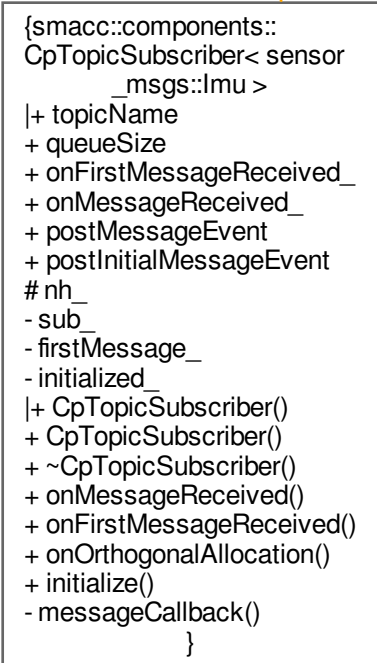 {smacc::components::
CpTopicSubscriber< sensor
_msgs::Imu >
|+ topicName
+ queueSize
+ onFirstMessageReceived_
+ onMessageReceived_
+ postMessageEvent
+ postInitialMessageEvent
# nh_
- sub_
- firstMessage_
- initialized_
|+ CpTopicSubscriber()
+ CpTopicSubscriber()
+ ~CpTopicSubscriber()
+ onMessageReceived()
+ onFirstMessageReceived()
+ onOrthogonalAllocation()
+ initialize()
- messageCallback()
}